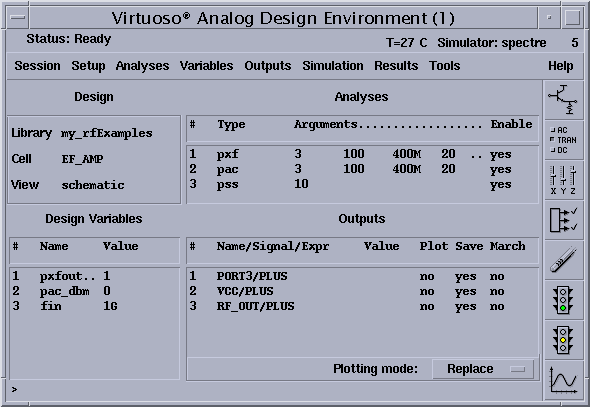 Virtuoso® Analog Design Environment (1)
Status: Ready T=27 C Simulator: spectre 5
Session Setup Analyses Variables Outputs Simulation Results Tools Help
Design
Library my_rfExamples
Cell EF_AMP
View schematic
Analyses
# Type Arguments.................. Enable
1 pxf 3 100 400M 20 .. yes
2 pac 3 100 400M 20 yes
3 pss 10 yes
Design Variables
# Name Value
1 pxfout.. 1
2 pac_dbm 0
3 fin 1G
Outputs
# Name/Signal/Expr Value Plot Save March
1 PORT3/PLUS no yes no
2 VCC/PLUS no yes no
3 RF_OUT/PLUS no yes no
Plotting mode: Replace
>
AC
TRAN
DC
X Y Z